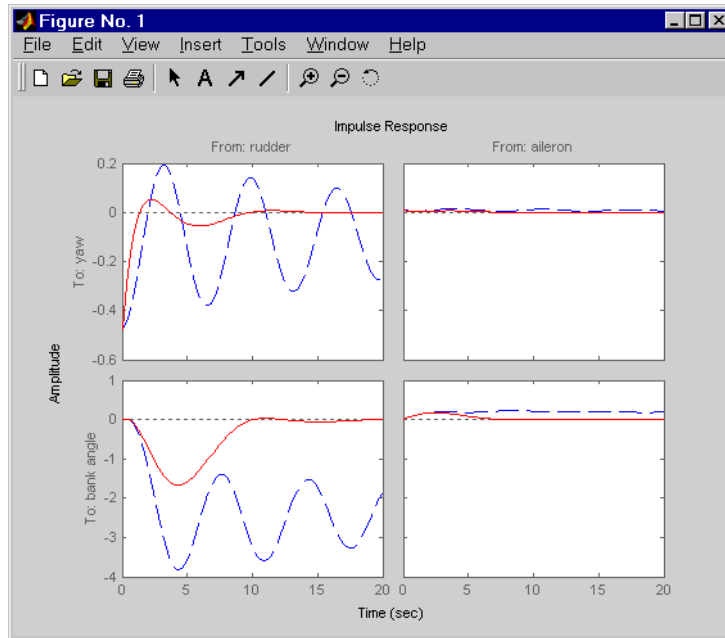 Figure No. 1
File Edit View Insert Tools Window Help
A
Impulse Response
From: rudder From: aileron
To: yaw
0.2
0
-0.2
-0.4
-0.6
Amplitude
To: bank angle
1
0
-1
-2
-3
-4
0 5 10 15 20 0 5 10 15 20
Time (sec)